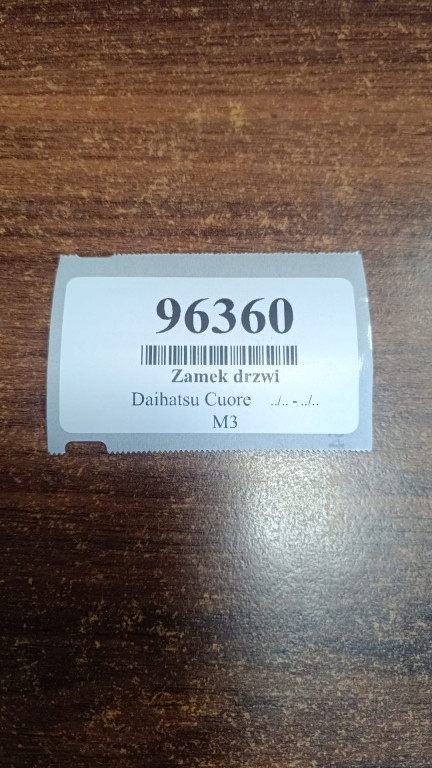 96360
Zamek drzwi
Daihatsu Cuore ../.. - ../..
M3